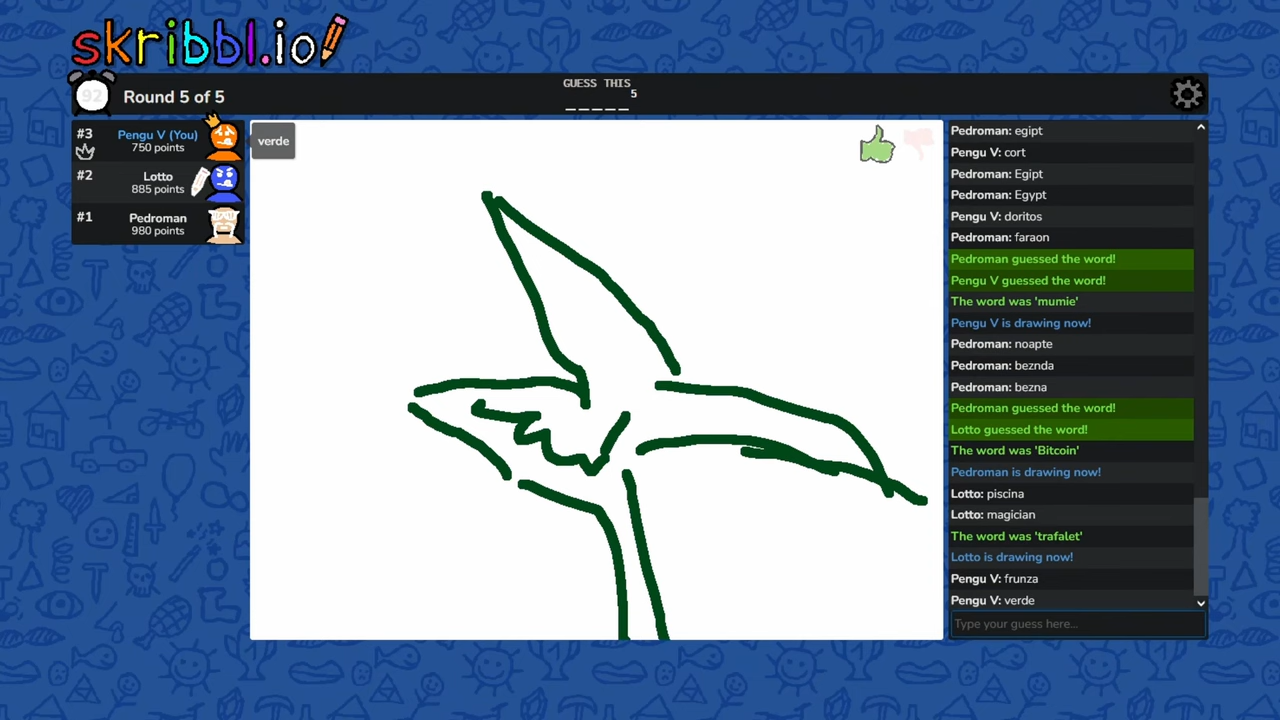 skribbl.io
92
Round 5 of 5
GUESS THIS
_____ 5
#3
Pengu V (You)
750 points
#2
Lotto
885 points
#1
Pedroman
980 points
verde
Pedroman: egipt
Pengu V: cort
Pedroman: Egipt
Pedroman: Egypt
Pengu V: doritos
Pedroman: faraon
Pedroman guessed the word!
Pengu V guessed the word!
The word was 'mumie'
Pengu V is drawing now!
Pedroman: noapte
Pedroman: beznda
Pedroman: bezna
Pedroman guessed the word!
Lotto guessed the word!
The word was 'Bitcoin'
Pedroman is drawing now!
Lotto: piscina
Lotto: magician
The word was 'trafalet'
Lotto is drawing now!
Pengu V: frunza
Pengu V: verde
Type your guess here...